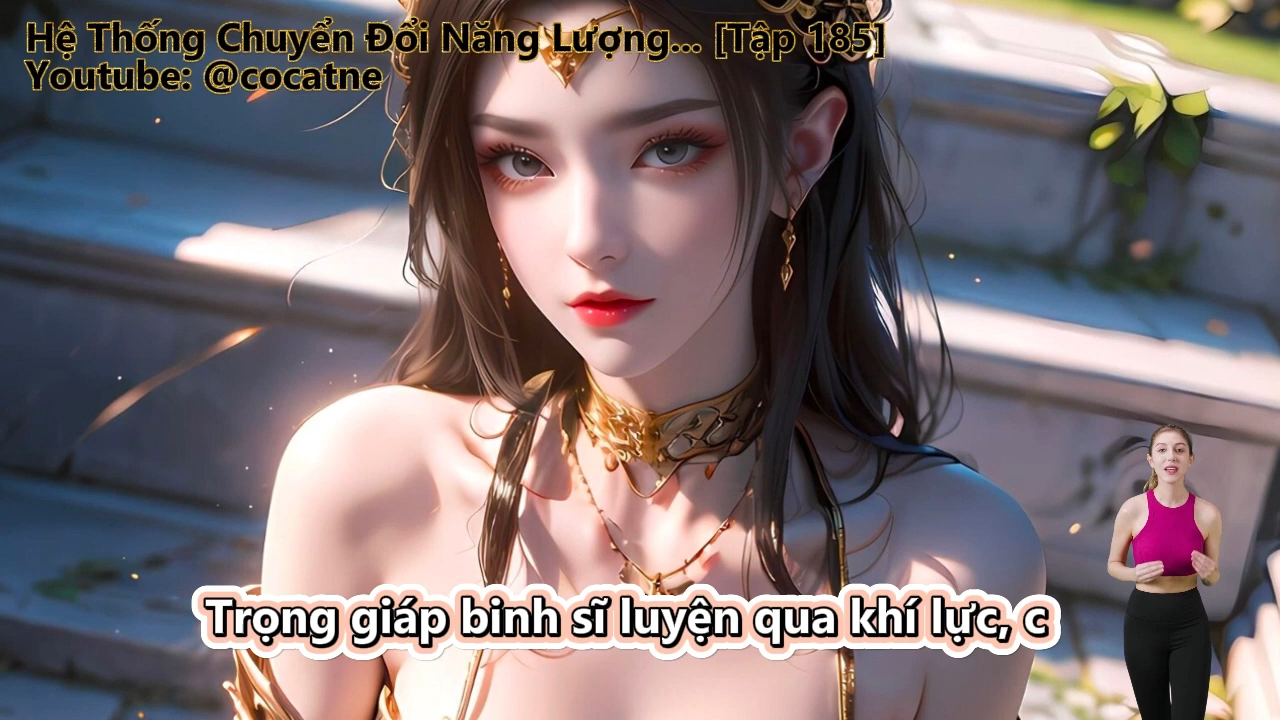 Hệ Thống Chuyển Đổi Năng Lượng... [Tập 185]
Youtube: @cocatne
Trọng giáp binh sĩ luyện qua khí lực, c